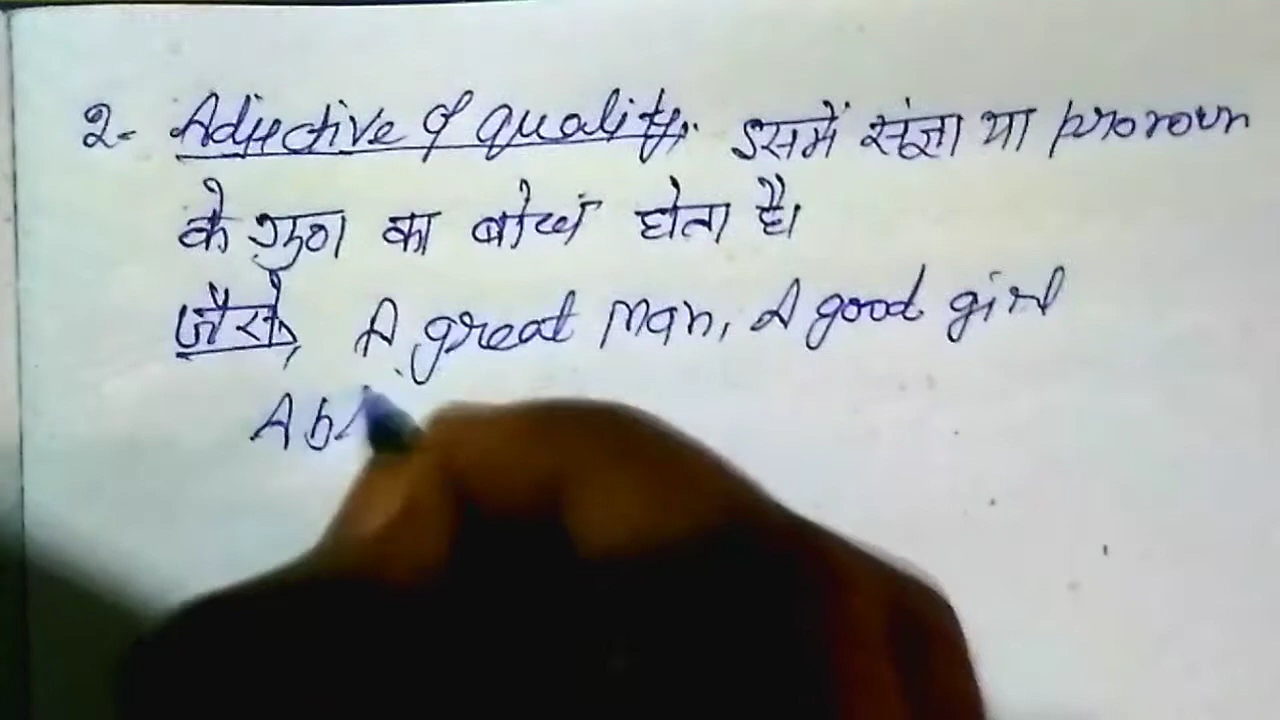 2- Adjective of quality. इसमें संज्ञा या pronoun
के गुण का बोध होता है।
जैसे, A great man, A good girl
A b